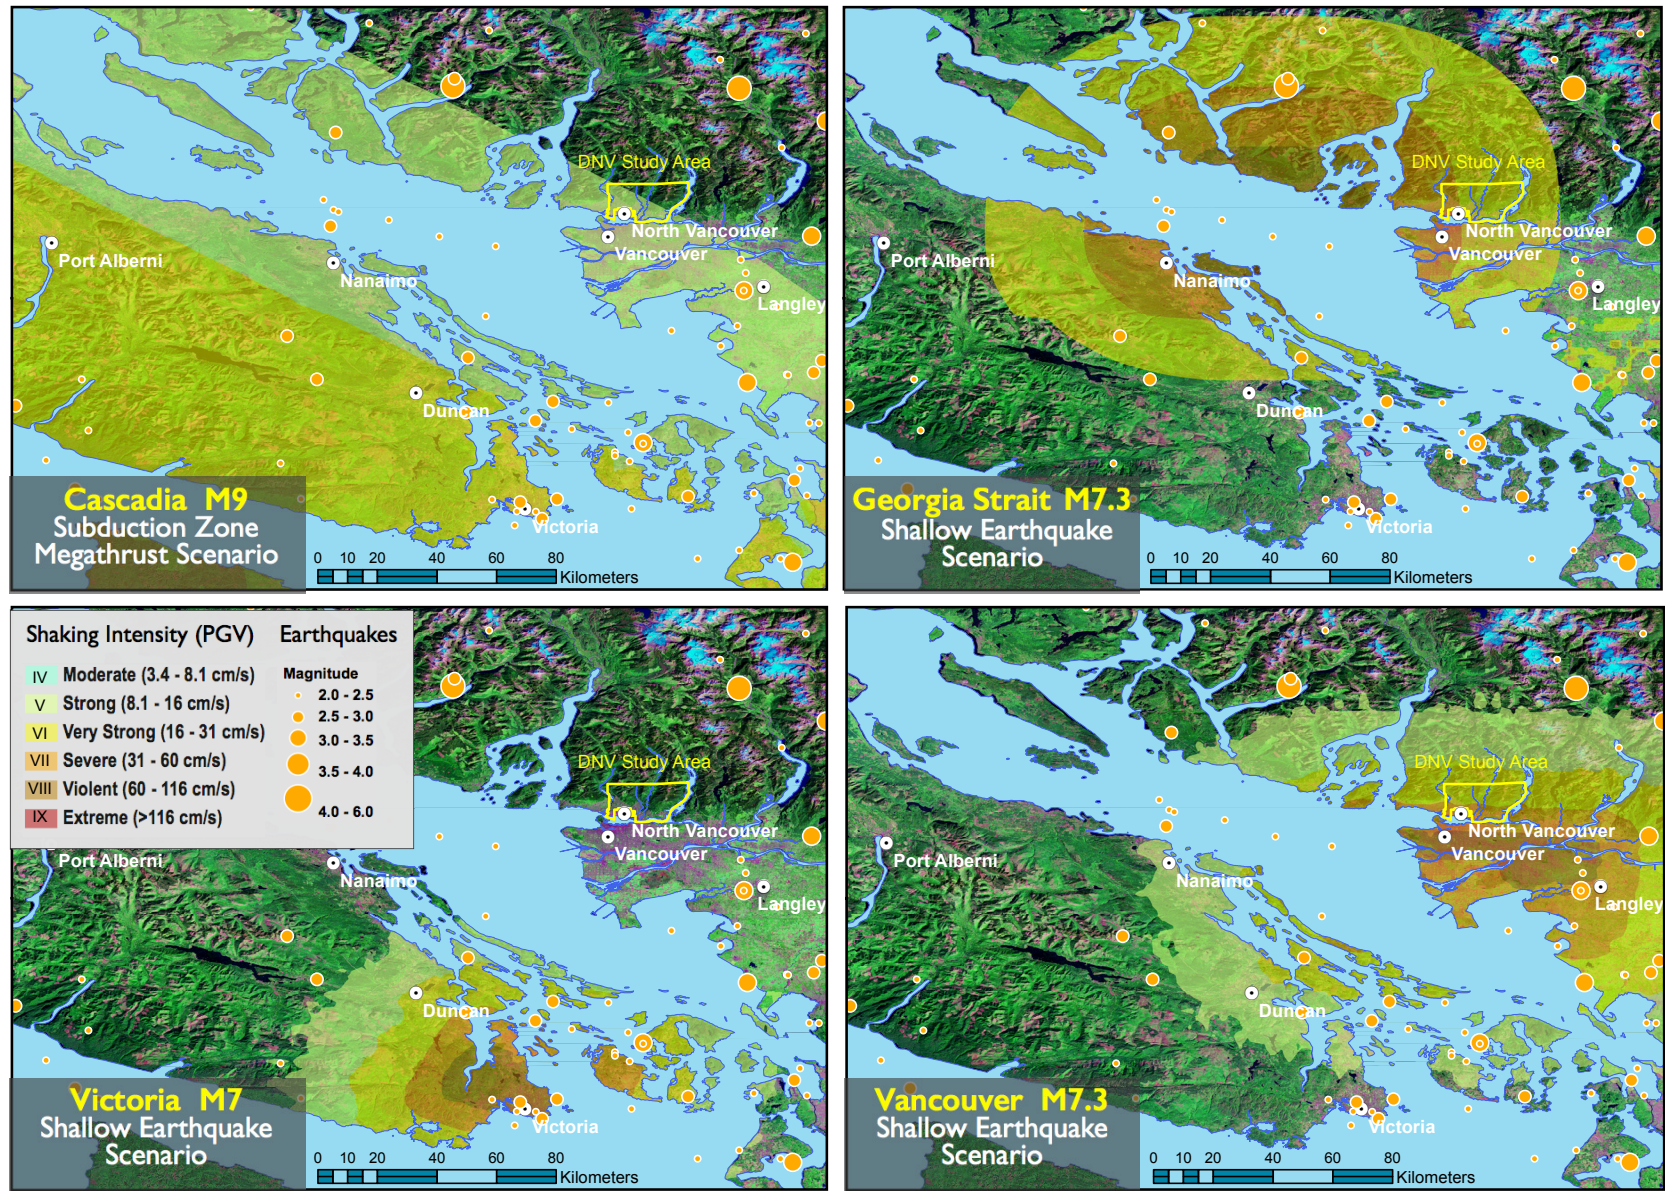 DNV Study Area
North Vancouver
Vancouver
Port Alberni
Nanaimo
Langley
Duncan
Victoria
Cascadia M9
Subduction Zone
Megathrust Scenario
0 10 20 40 60 80
Kilometers
DNV Study Area
North Vancouver
Vancouver
Port Alberni
Nanaimo
Langley
Duncan
Victoria
Georgia Strait M7.3
Shallow Earthquake
Scenario
0 10 20 40 60 80
Kilometers
Shaking Intensity (PGV)
IV Moderate (3.4 - 8.1 cm/s)
V Strong (8.1 - 16 cm/s)
VI Very Strong (16 - 31 cm/s)
VII Severe (31 - 60 cm/s)
VIII Violent (60 - 116 cm/s)
IX Extreme (>116 cm/s)
Earthquakes
Magnitude
2.0 - 2.5
2.5 - 3.0
3.0 - 3.5
3.5 - 4.0
4.0 - 6.0
DNV Study Area
North Vancouver
Vancouver
Port Alberni
Nanaimo
Langley
Duncan
Victoria
Victoria M7
Shallow Earthquake
Scenario
0 10 20 40 60 80
Kilometers
DNV Study Area
North Vancouver
Vancouver
Port Alberni
Nanaimo
Langley
Duncan
Victoria
Vancouver M7.3
Shallow Earthquake
Scenario
0 10 20 40 60 80
Kilometers